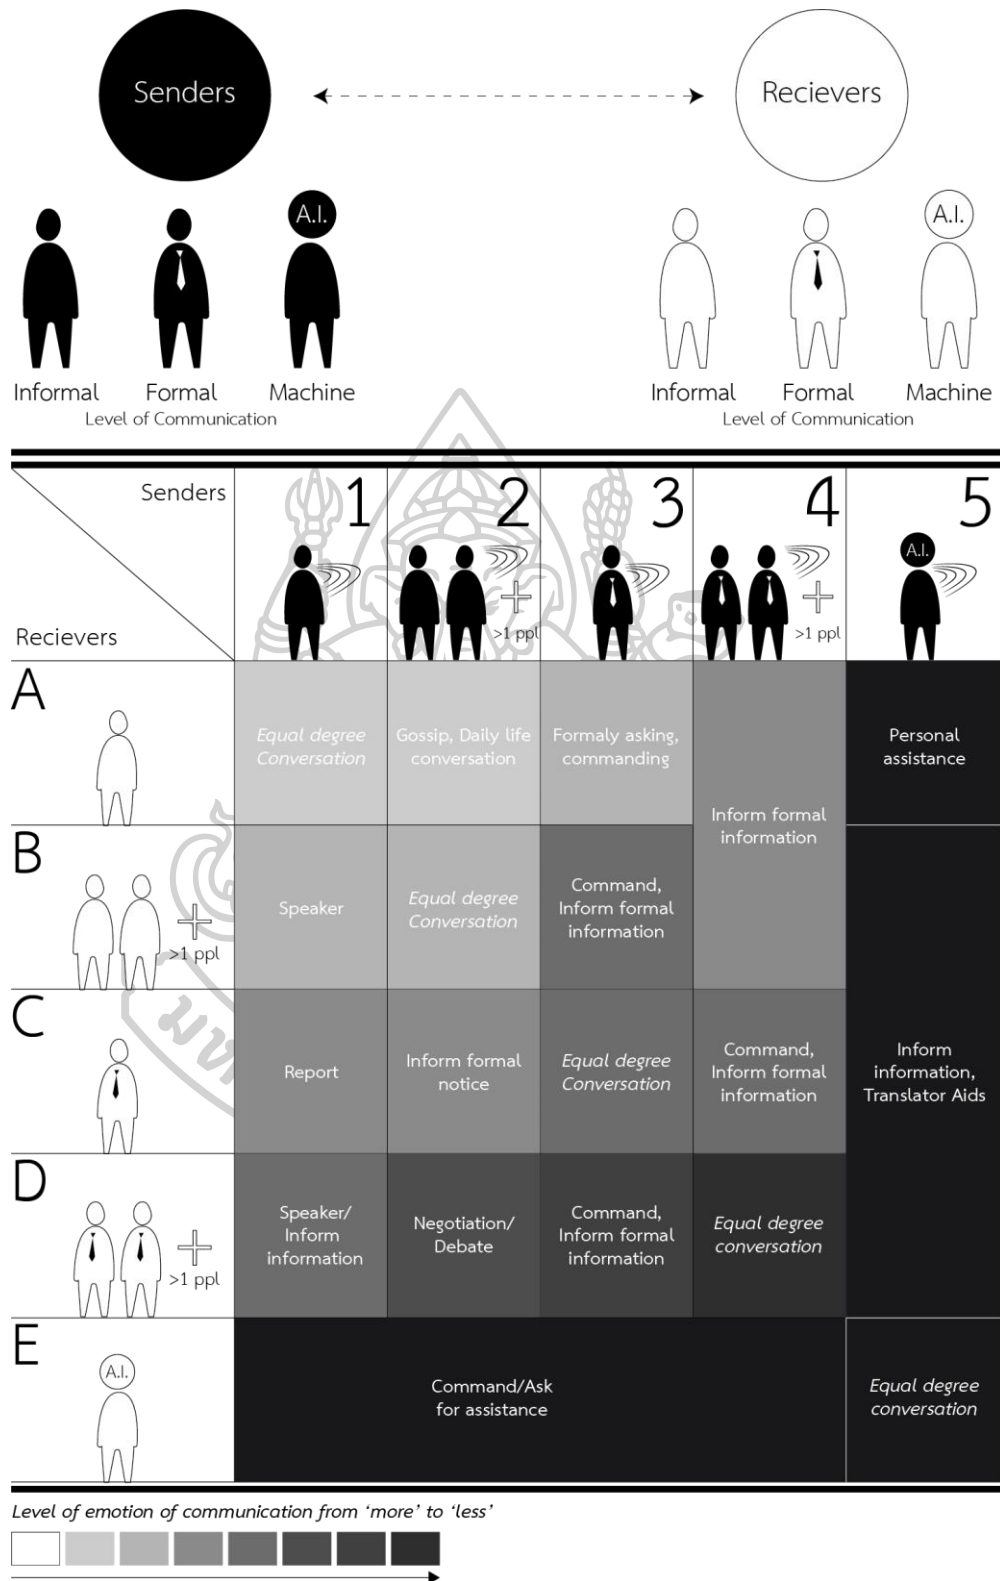 Senders
Recievers
A.I.
A.I.
Informal
Formal
Machine
Informal
Formal
Machine
Level of Communication
Level of Communication
Senders
1
2
3
4
5
A.I.
Recievers
>1 ppl
>1 ppl
A
Equal degree
Conversation
Gossip, Daily life
conversation
Formaly asking,
commanding
Inform formal
information
Personal
assistance
B
>1 ppl
Speaker
Equal degree
Conversation
Command,
Inform formal
information
C
Report
Inform formal
notice
Equal degree
Conversation
Command,
Inform formal
information
Inform
information,
Translator Aids
D
>1 ppl
Speaker/
Inform
information
Negotiation/
Debate
Command,
Inform formal
information
Equal degree
conversation
E
A.I.
Command/Ask
for assistance
Equal degree
conversation
Level of emotion of communication from ‘more’ to ‘less’